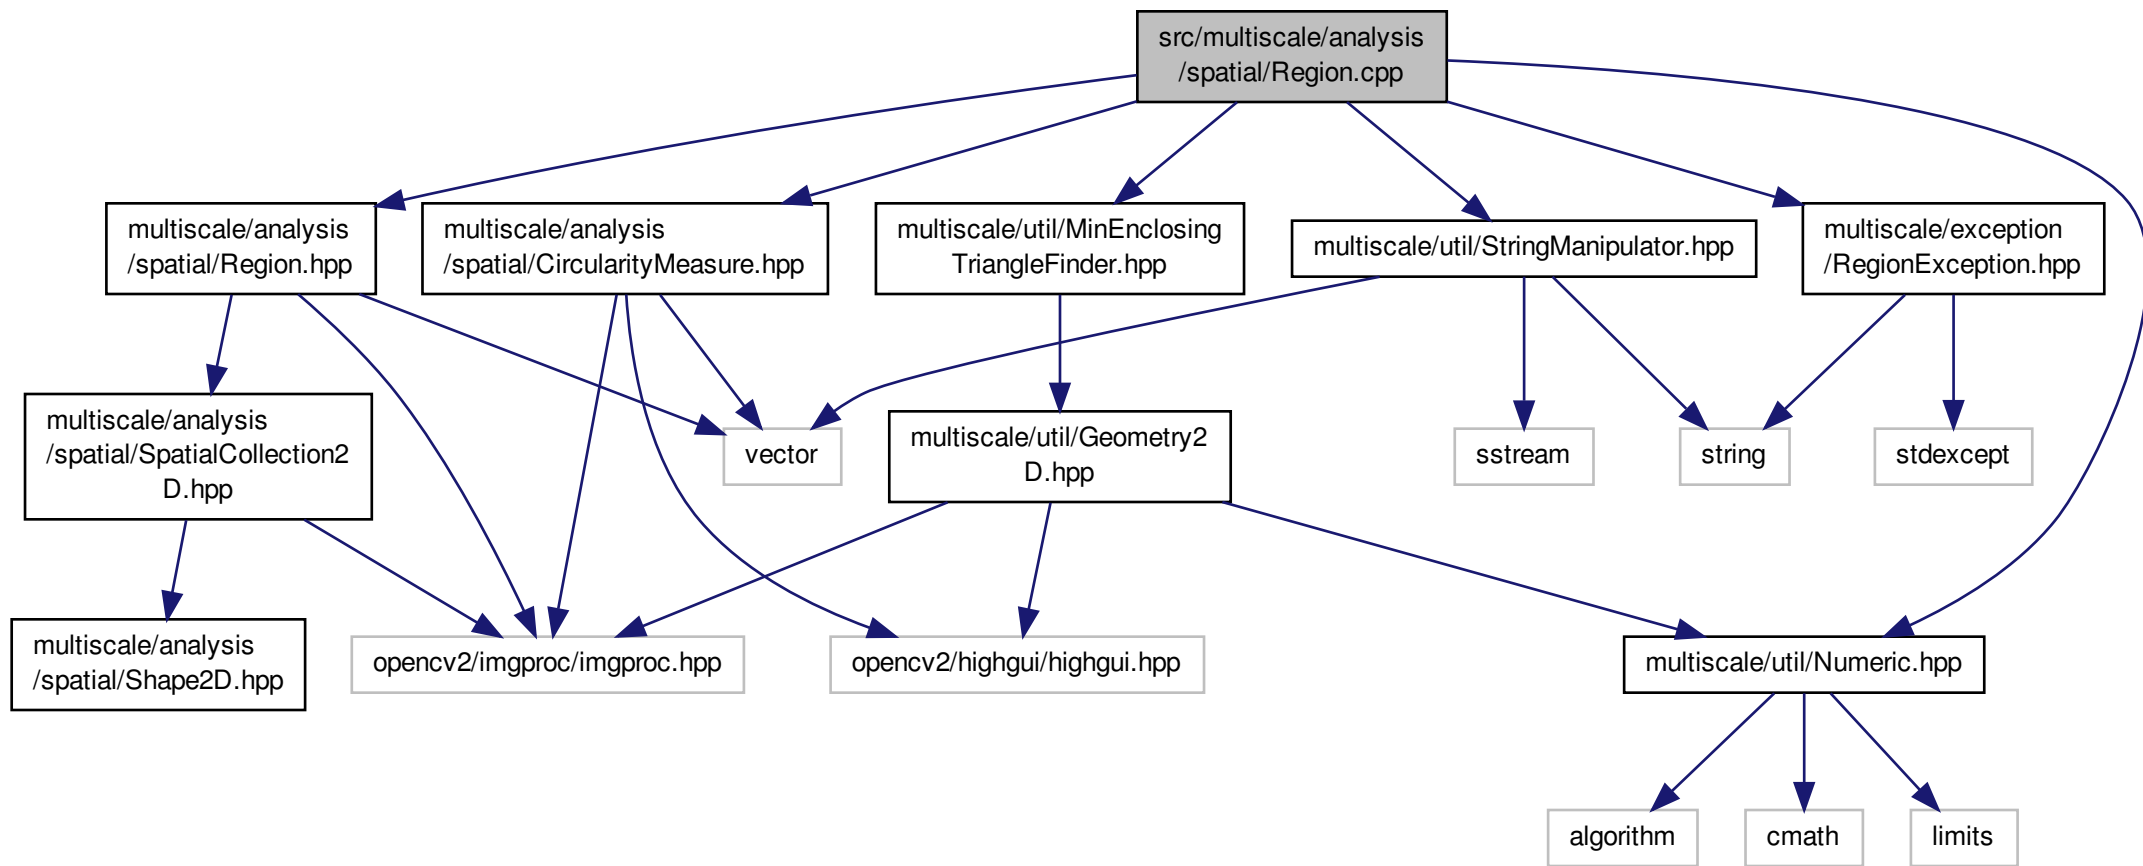 src/multiscale/analysis
/spatial/Region.cpp
multiscale/analysis
/spatial/Region.hpp
multiscale/analysis
/spatial/CircularityMeasure.hpp
multiscale/util/MinEnclosing
TriangleFinder.hpp
multiscale/util/StringManipulator.hpp
multiscale/exception
/RegionException.hpp
multiscale/analysis
/spatial/SpatialCollection2
D.hpp
vector
multiscale/util/Geometry2
D.hpp
sstream
string
stdexcept
multiscale/analysis
/spatial/Shape2D.hpp
opencv2/imgproc/imgproc.hpp
opencv2/highgui/highgui.hpp
multiscale/util/Numeric.hpp
algorithm
cmath
limits